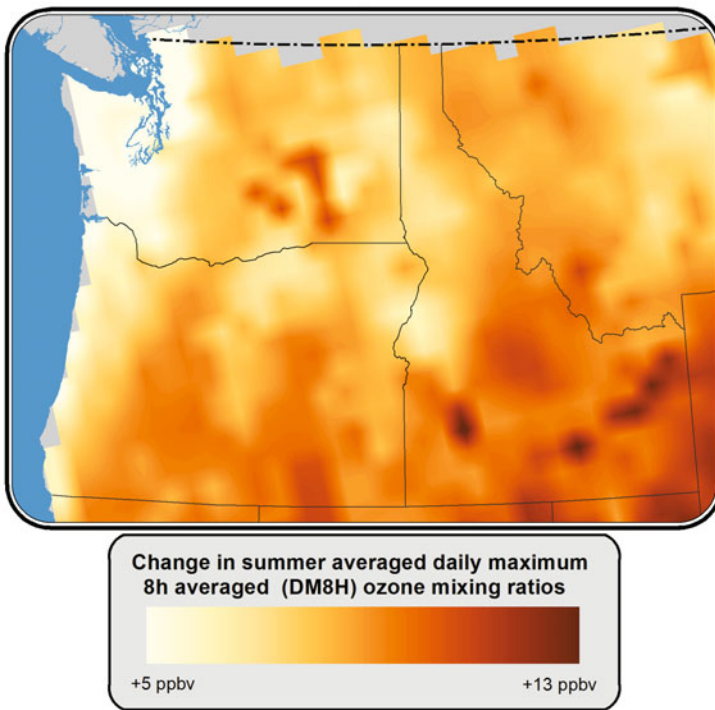 Change in summer averaged daily maximum
8h averaged (DM8H) ozone mixing ratios
+5 ppbv +13 ppbv